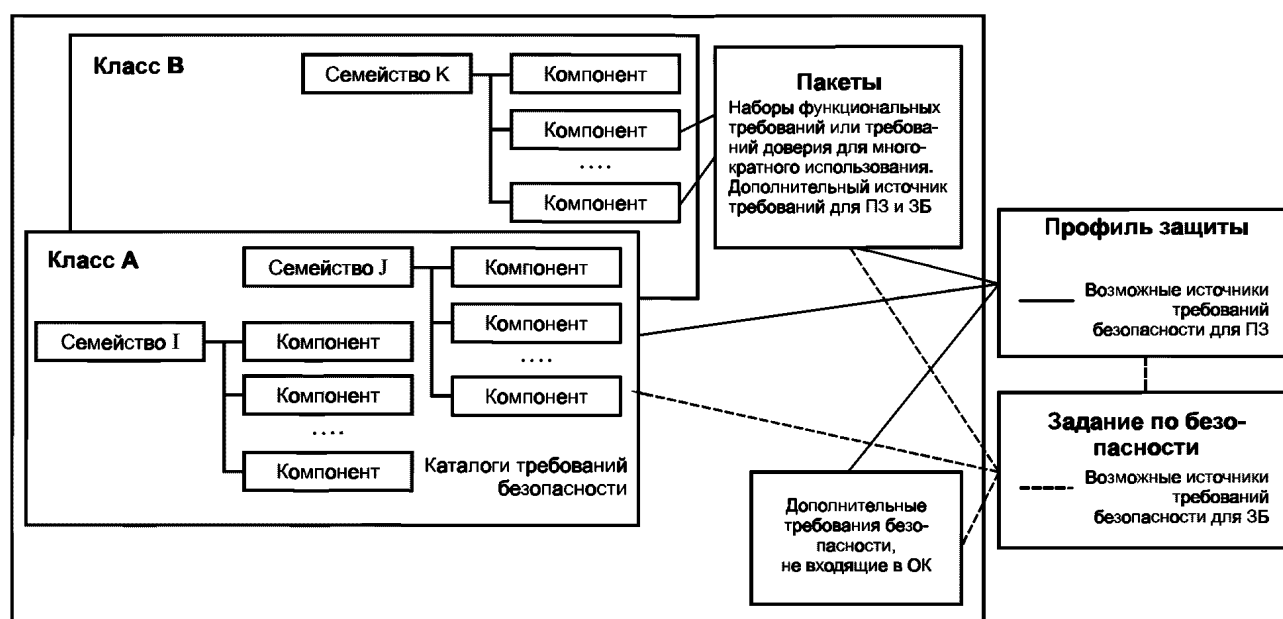 Класс B
Семейство K
Компонент
Компонент
....
Компонент
Пакеты
Наборы функциональных
требований или требова-
ний доверия для много-
кратного использования.
Дополнительный источник
требований для ПЗ и ЗБ
Класс A
Семейство J
Компонент
Компонент
....
Компонент
Семейство I
Компонент
Компонент
....
Компонент
Каталоги требований
безопасности
Дополнительные
требования безо-
пасности,
не входящие в ОК
Профиль защиты
Возможные источники
требований
безопасности для ПЗ
Задание по безо-
пасности
Возможные источники
требований
безопасности для ЗБ